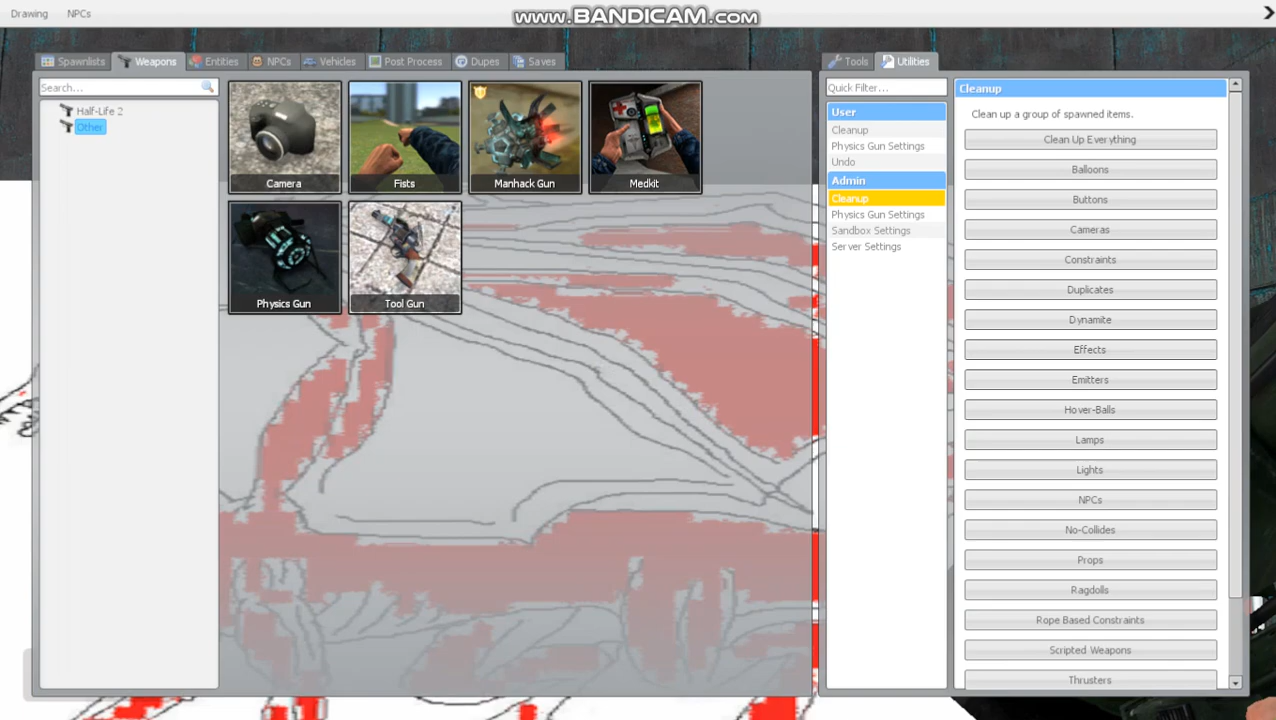 Drawing NPCs
www.BANDICAM.com
Spawnlists Weapons Entities NPCs Vehicles Post Process Dupes Saves
Search...
Half-Life 2
Other
Camera Fists Manhack Gun Medkit
Physics Gun Tool Gun
Tools Utilities
Quick Filter...
User
Cleanup
Physics Gun Settings
Undo
Admin
Cleanup
Physics Gun Settings
Sandbox Settings
Server Settings
Cleanup
Clean up a group of spawned items.
Clean Up Everything
Balloons
Buttons
Cameras
Constraints
Duplicates
Dynamite
Effects
Emitters
Hover-Balls
Lamps
Lights
NPCs
No-Collides
Props
Ragdolls
Rope Based Constraints
Scripted Weapons
Thrusters